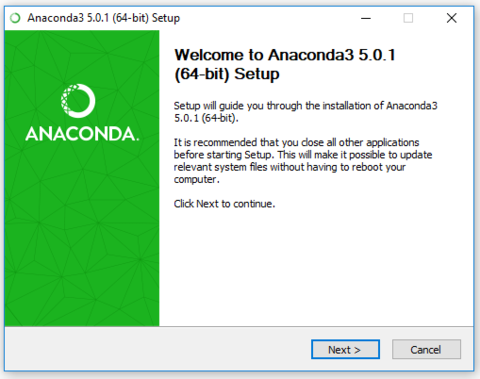 Anaconda3 5.0.1 (64-bit) Setup
Welcome to Anaconda3 5.0.1
(64-bit) Setup
Setup will guide you through the installation of Anaconda3
5.0.1 (64-bit).
It is recommended that you close all other applications
before starting Setup. This will make it possible to update
relevant system files without having to reboot your
computer.
Click Next to continue.
ANACONDA.
Next >
Cancel